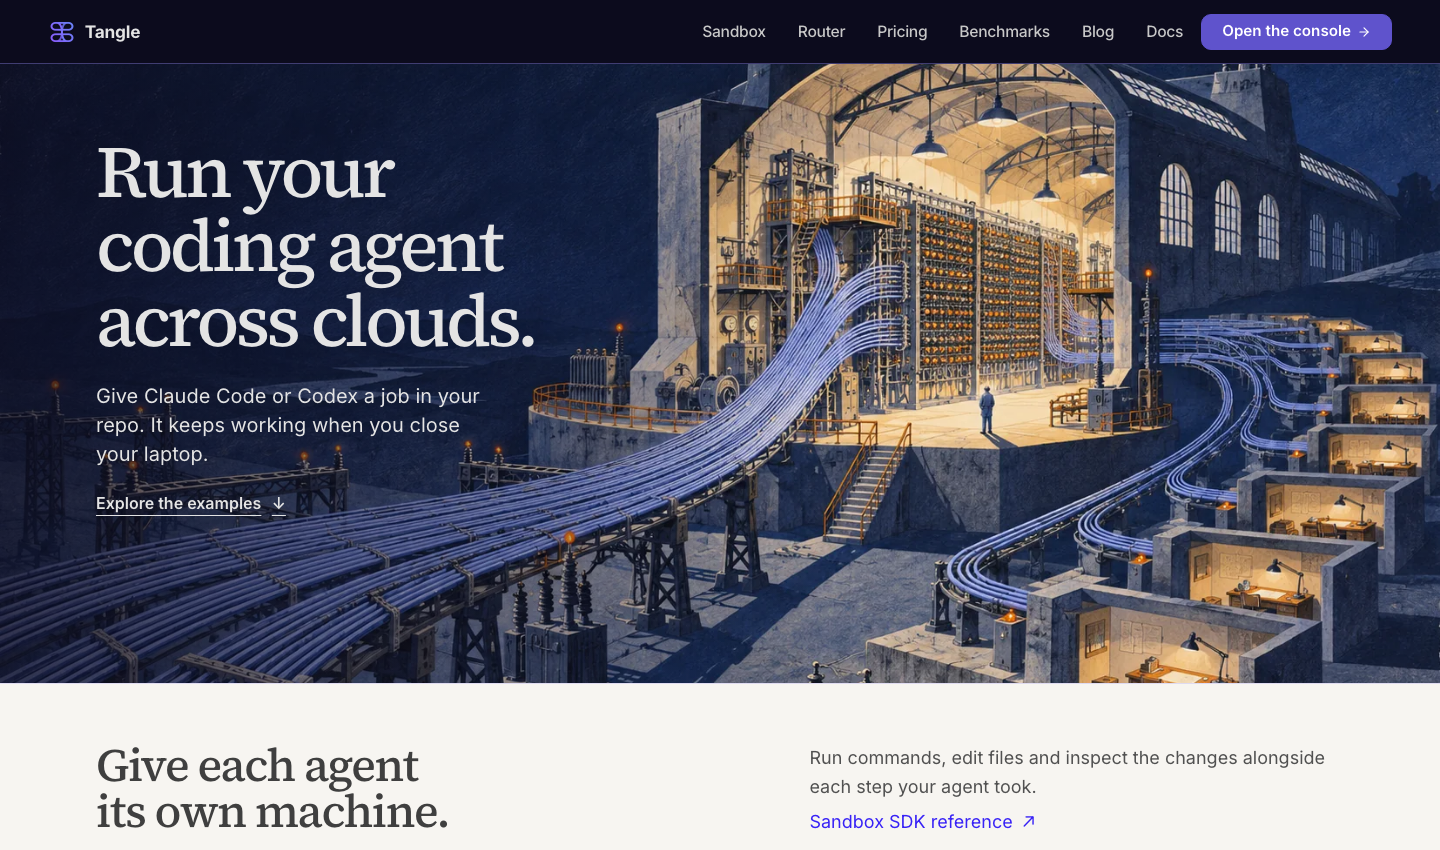 Tangle
Sandbox
Router
Pricing
Benchmarks
Blog
Docs
Open the console →
Run your
coding agent
across clouds.
Give Claude Code or Codex a job in your
repo. It keeps working when you close
your laptop.
Explore the examples ↓
Give each agent
its own machine.
Run commands, edit files and inspect the changes alongside
each step your agent took.
Sandbox SDK reference ↗